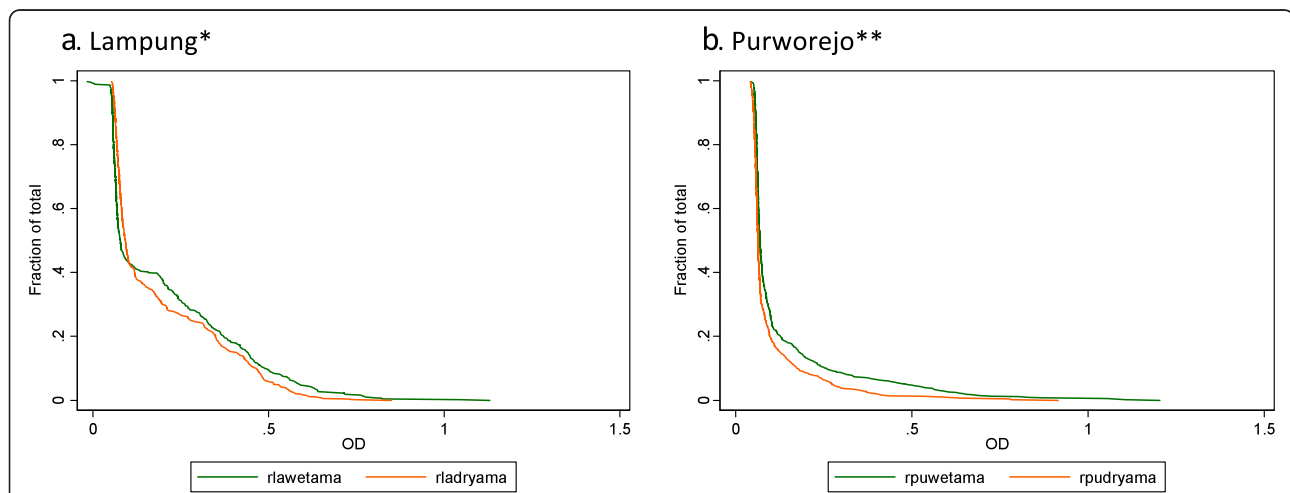 a. Lampung*
1
.8
.6
.4
.2
0
Fraction of total
0 .5 1 1.5
OD
rlawetama rladryama
b. Purworejo**
1
.8
.6
.4
.2
0
Fraction of total
0 .5 1 1.5
OD
rpuwetama rpudryama